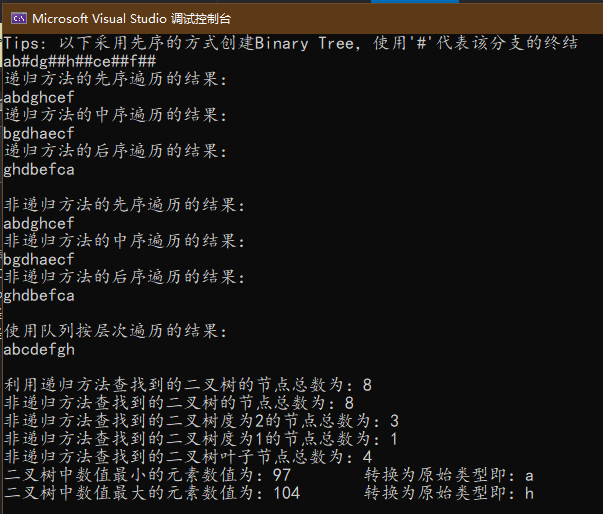 Microsoft Visual Studio 调试控制台
Tips: 以下采用先序的方式创建Binary Tree, 使用'#'代表该分支的终结
ab#dg##h##ce##f##
递归方法的先序遍历的结果:
abdghcef
递归方法的中序遍历的结果:
bgdhaecf
递归方法的后序遍历的结果:
ghdbefca
非递归方法的先序遍历的结果:
abdghcef
非递归方法的中序遍历的结果:
bgdhaecf
非递归方法的后序遍历的结果:
ghdbefca
使用队列按层次遍历的结果:
abcdefgh
利用递归方法查找到的二叉树的节点总数为: 8
非递归方法查找到的二叉树的节点总数为: 8
非递归方法查找到的二叉树度为2的节点总数为: 3
非递归方法查找到的二叉树度为1的节点总数为: 1
非递归方法查找到的二叉树叶子节点总数为: 4
二叉树中数值最小的元素数值为: 97 转换为原始类型即: a
二叉树中数值最大的元素数值为: 104 转换为原始类型即: h